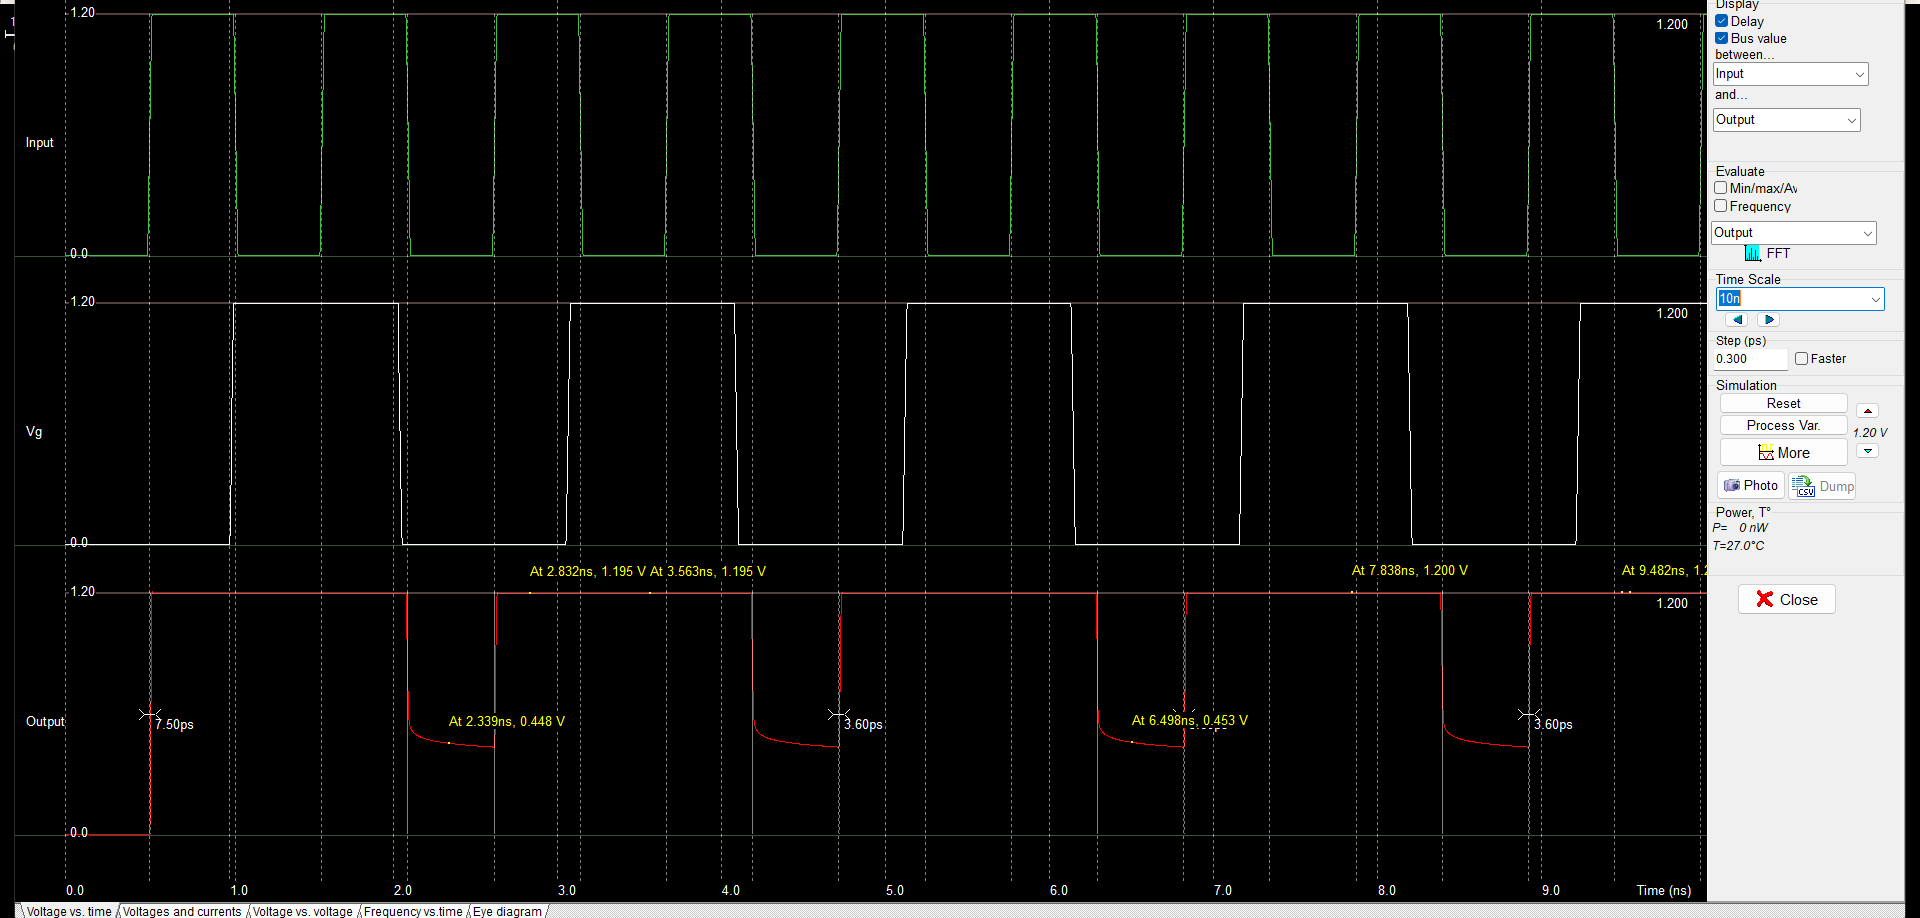 1.20
1.200
Input
0.0
1.20
1.200
Vg
0.0
At 2.832ns, 1.195 V At 3.563ns, 1.195 V
At 7.838ns, 1.200 V
At 9.482ns, 1.2
1.20
1.200
Output
7.50ps
At 2.339ns, 0.448 V
3.60ps
At 6.498ns, 0.453 V
3.60ps
0.0
0.0 1.0 2.0 3.0 4.0 5.0 6.0 7.0 8.0 9.0 Time (ns)
Voltage vs. time Voltages and currents Voltage vs. voltage Frequency vs.time Eye diagram
Display
Delay
Bus value
between...
Input
and...
Output
Evaluate
Min/max/Av
Frequency
Output
FFT
Time Scale
10n
Step (ps)
0.300
Faster
Simulation
Reset
Process Var.
1.20 V
More
Photo
CSV
Dump
Power, T°
P= 0 nW
T=27.0°C
Close